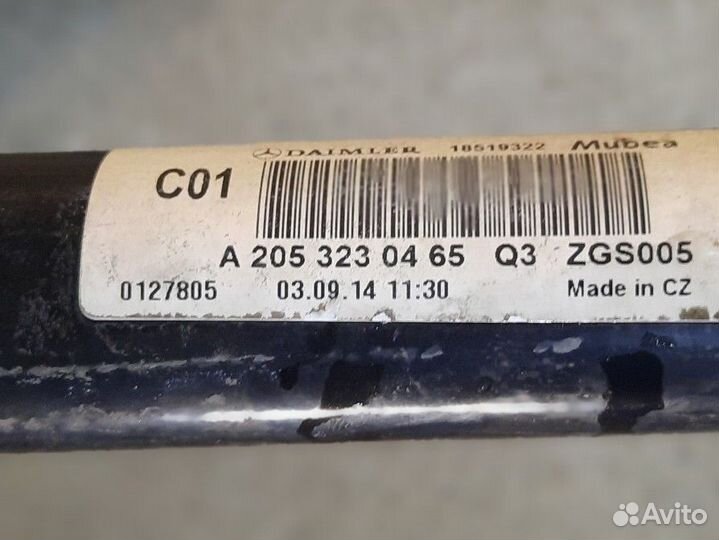 DAIMLER 18519322 Mubea
C01
A 205 323 04 65 Q3 ZGS005
0127805 03.09.14 11:30 Made in CZ
Avito